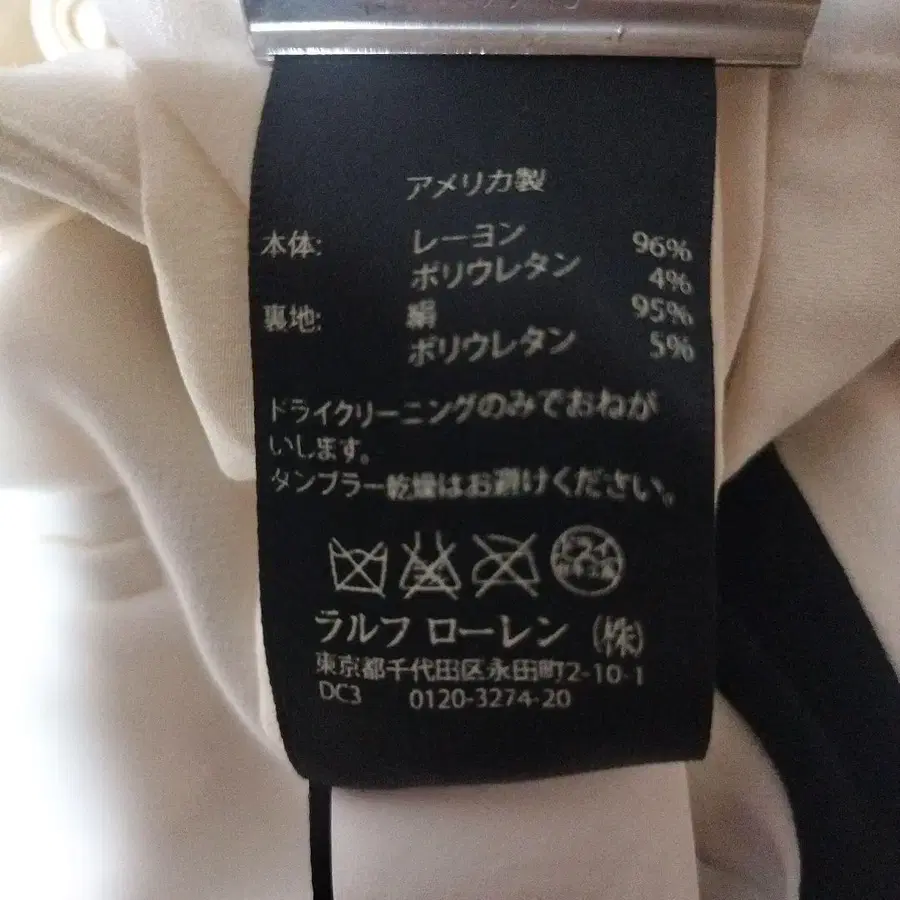 アメリカ製
本体: レーヨン 96%
ポリウレタン 4%
裏地: 絹 95%
ポリウレタン 5%
ドライクリーニングのみでおねが
いします。
タンブラー乾燥はお避けください。
ラルフ ローレン (株)
東京都千代田区永田町2-10-1
DC3 0120-3274-20